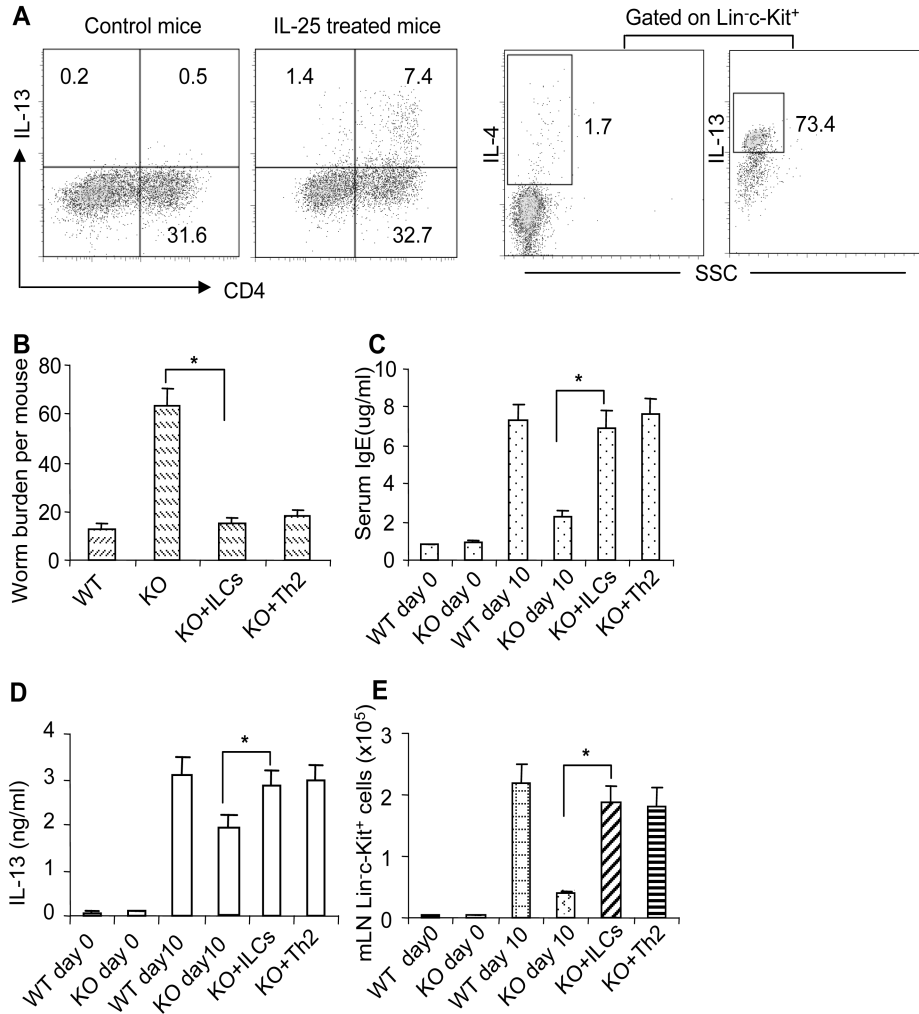 A
Control mice
IL-25 treated mice
Gated on Lin⁻c-Kit⁺
IL-13
0.2
0.5
31.6
1.4
7.4
32.7
CD4
IL-4
1.7
IL-13
73.4
SSC
B
Worm burden per mouse
80
60
40
20
0
*
WT
KO
KO+ILCs
KO+Th2
C
Serum IgE(ug/ml)
10
8
6
4
2
0
*
WT day 0
KO day 0
WT day 10
KO day 10
KO+ILCs
KO+Th2
D
IL-13 (ng/ml)
4
3
2
1
0
*
WT day 0
KO day 0
WT day10
KO day10
KO+ILCs
KO+Th2
E
mLN Lin⁻c-Kit⁺ cells (x10⁵)
3
2
1
0
*
WT day0
KO day 0
WT day 10
KO day 10
KO+ILCs
KO+Th2